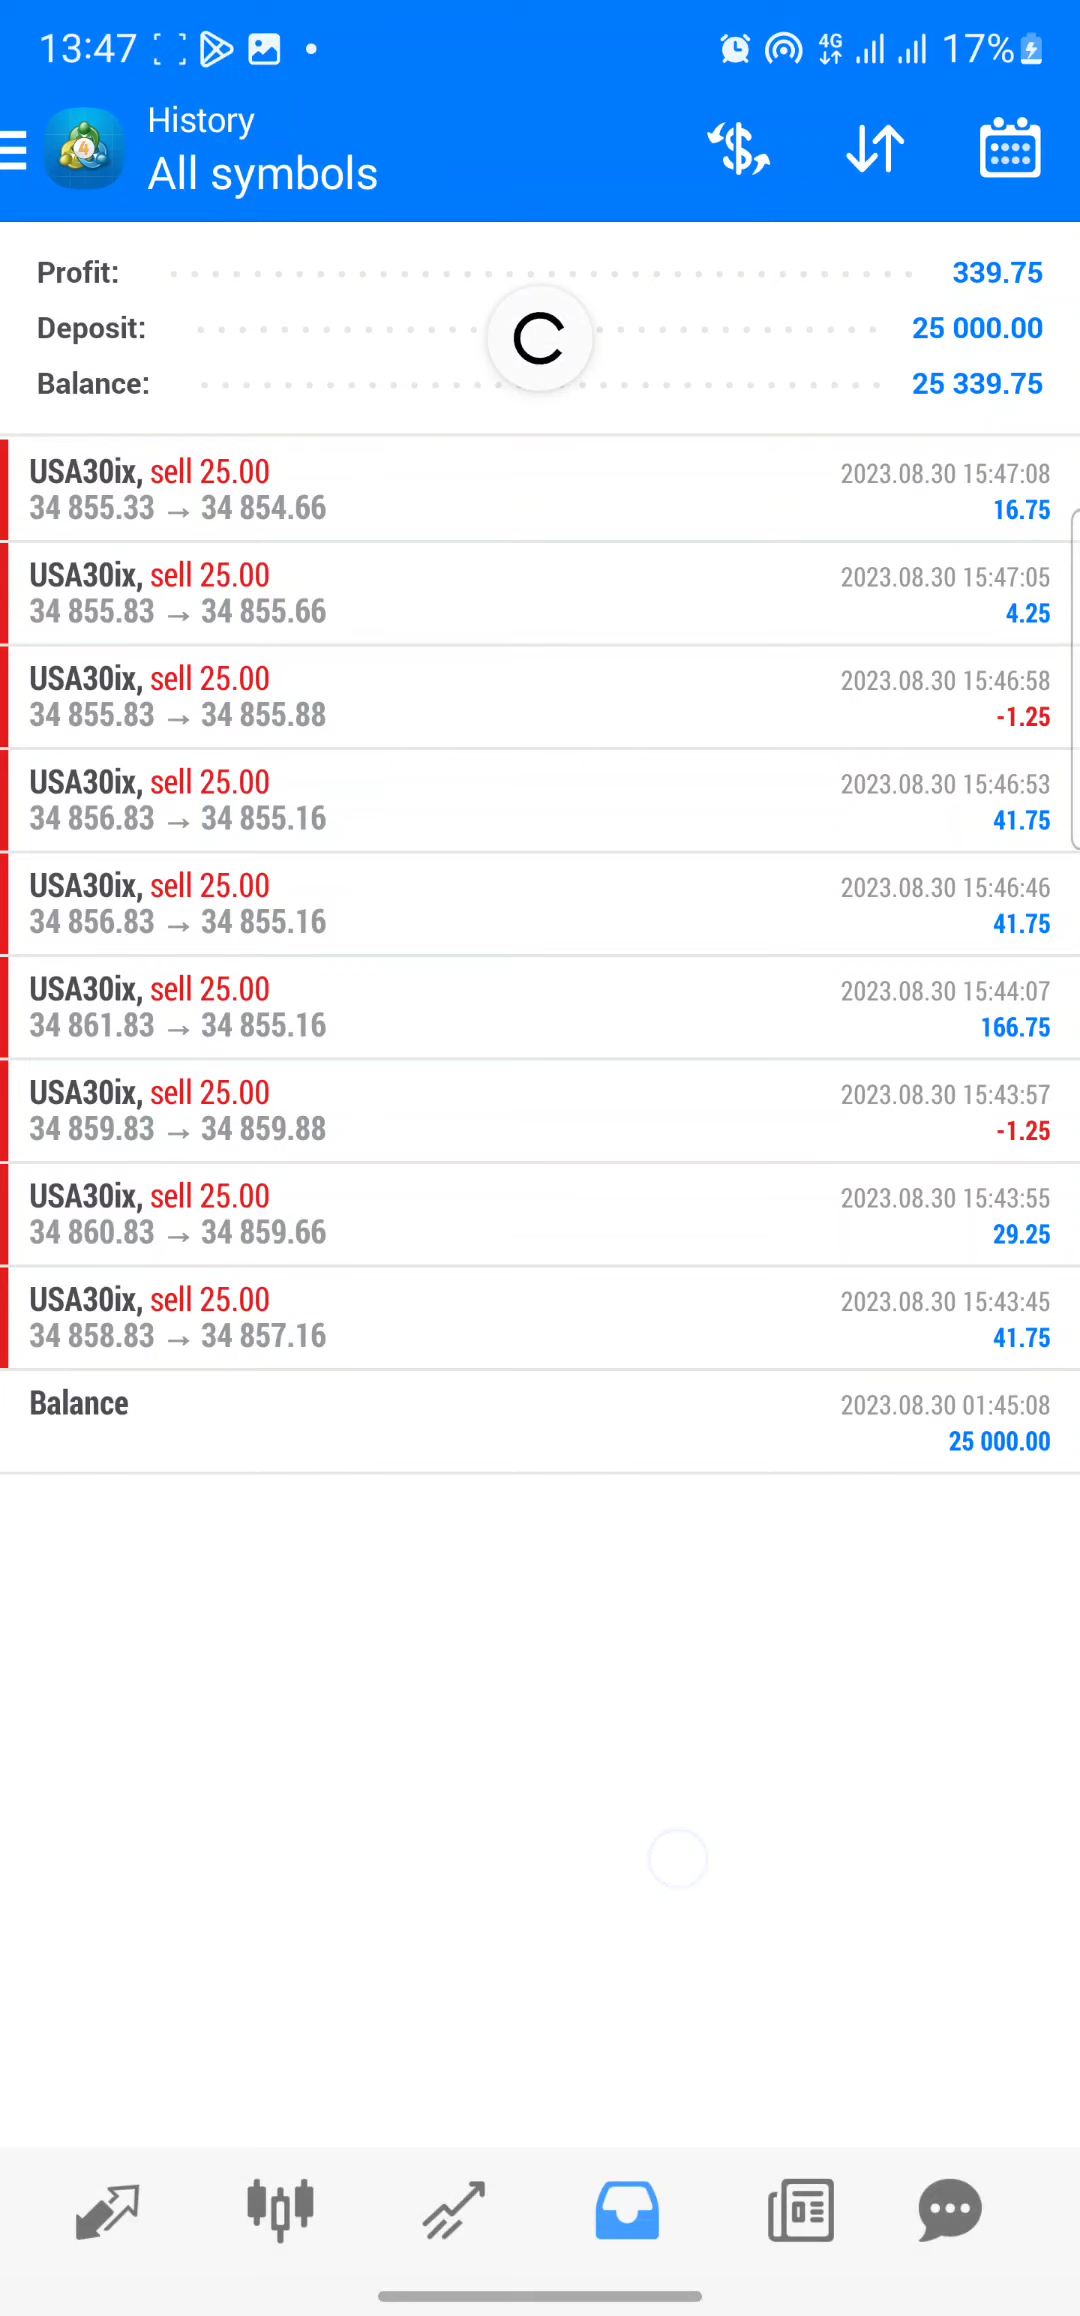 13:47 4G 17%
History
All symbols
Profit: 339.75
Deposit: 25 000.00
Balance: 25 339.75
USA30ix, sell 25.00 2023.08.30 15:47:08
34 855.33 → 34 854.66 16.75
USA30ix, sell 25.00 2023.08.30 15:47:05
34 855.83 → 34 855.66 4.25
USA30ix, sell 25.00 2023.08.30 15:46:58
34 855.83 → 34 855.88 -1.25
USA30ix, sell 25.00 2023.08.30 15:46:53
34 856.83 → 34 855.16 41.75
USA30ix, sell 25.00 2023.08.30 15:46:46
34 856.83 → 34 855.16 41.75
USA30ix, sell 25.00 2023.08.30 15:44:07
34 861.83 → 34 855.16 166.75
USA30ix, sell 25.00 2023.08.30 15:43:57
34 859.83 → 34 859.88 -1.25
USA30ix, sell 25.00 2023.08.30 15:43:55
34 860.83 → 34 859.66 29.25
USA30ix, sell 25.00 2023.08.30 15:43:45
34 858.83 → 34 857.16 41.75
Balance 2023.08.30 01:45:08
25 000.00